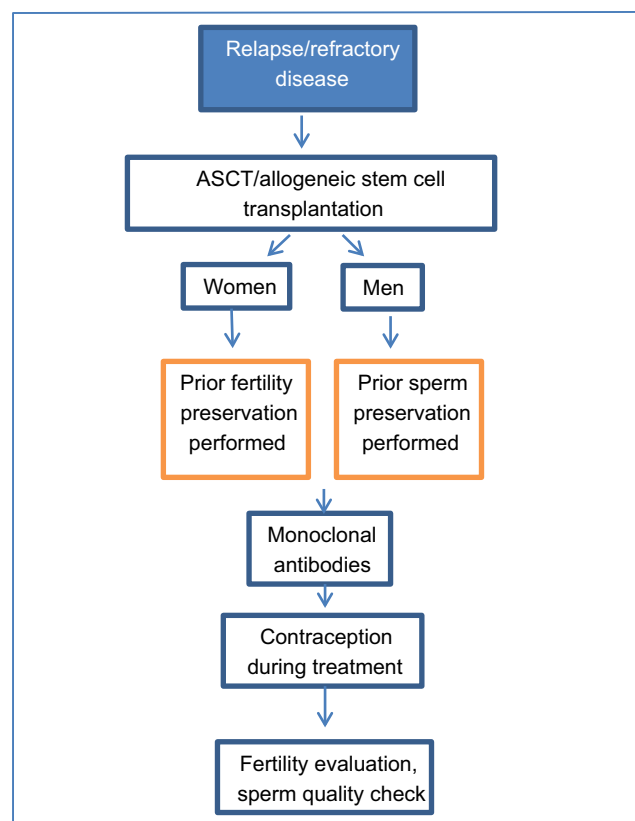 Relapse/refractory
disease
ASCT/allogeneic stem cell
transplantation
Women
Men
Prior fertility
preservation
performed
Prior sperm
preservation
performed
Monoclonal
antibodies
Contraception
during treatment
Fertility evaluation,
sperm quality check